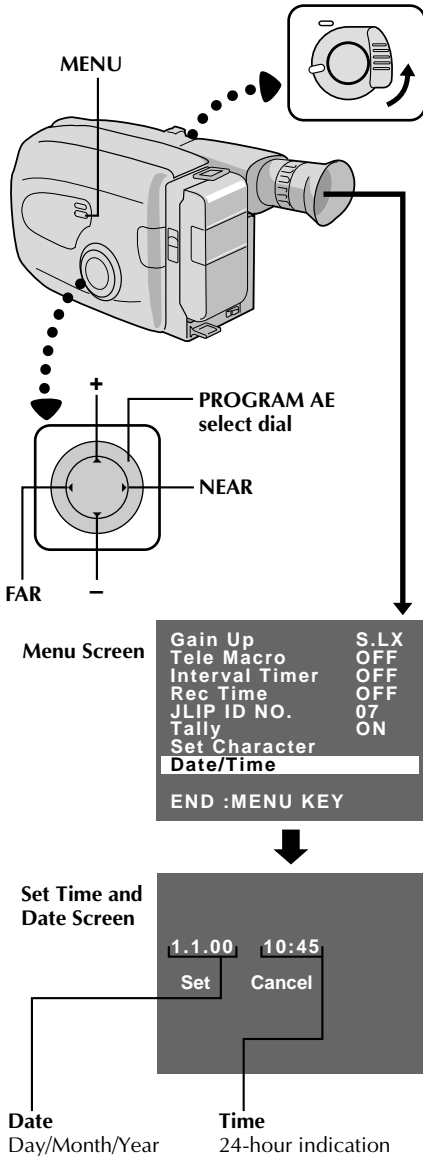 MENU
+
PROGRAM AE
select dial
NEAR
FAR
–
Menu Screen
Gain Up S.LX
Tele Macro OFF
Interval Timer OFF
Rec Time OFF
JLIP ID NO. 07
Tally ON
Set Character
Date/Time
END :MENU KEY
Set Time and
Date Screen
1.1.00 10:45
Set Cancel
Date
Day/Month/Year
Time
24-hour indication